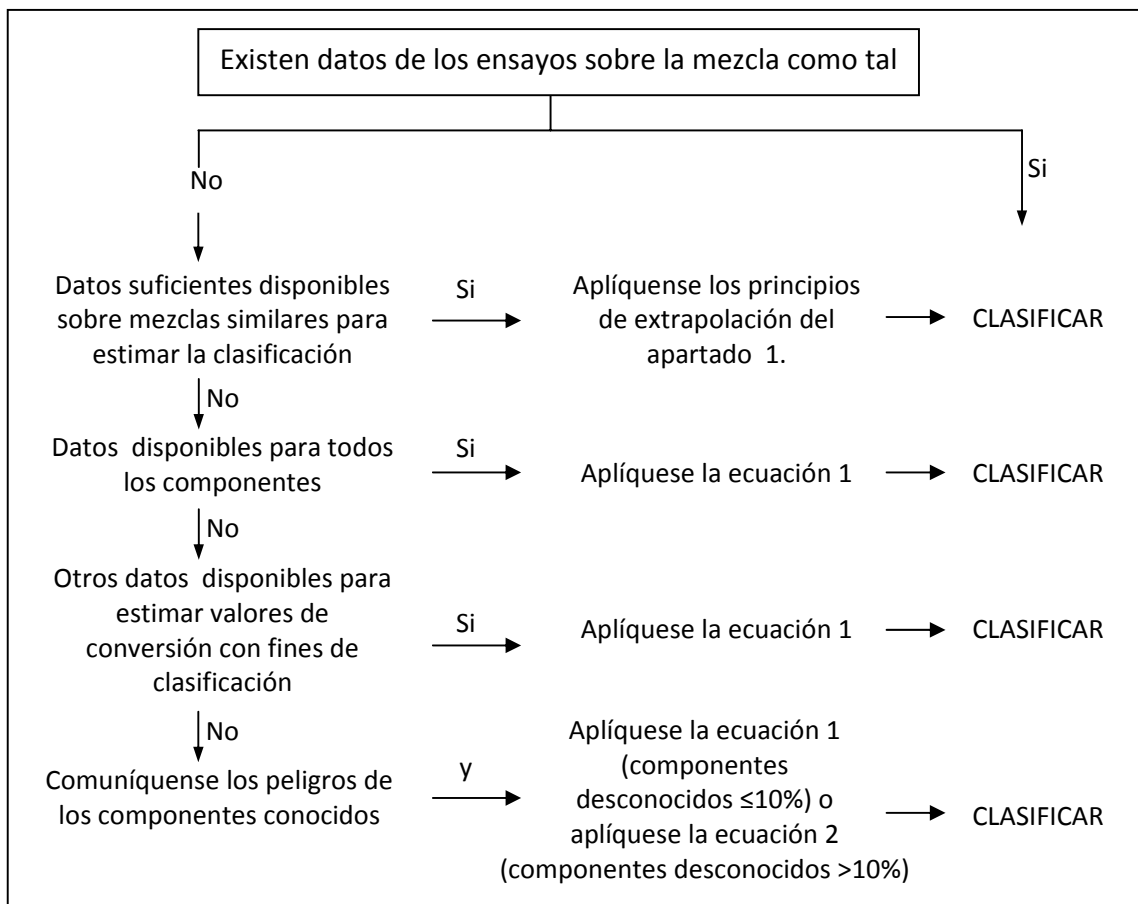 Existen datos de los ensayos sobre la mezcla como tal
No
Si
Datos suficientes disponibles
sobre mezclas similares para
estimar la clasificación
Si
Aplíquense los principios
de extrapolación del
apartado 1.
CLASIFICAR
No
Datos disponibles para todos
los componentes
Si
Aplíquese la ecuación 1
CLASIFICAR
No
Otros datos disponibles para
estimar valores de
conversión con fines de
clasificación
Si
Aplíquese la ecuación 1
CLASIFICAR
No
Comuníquense los peligros de
los componentes conocidos
y
Aplíquese la ecuación 1
(componentes
desconocidos ≤10%) o
aplíquese la ecuación 2
(componentes desconocidos >10%)
CLASIFICAR